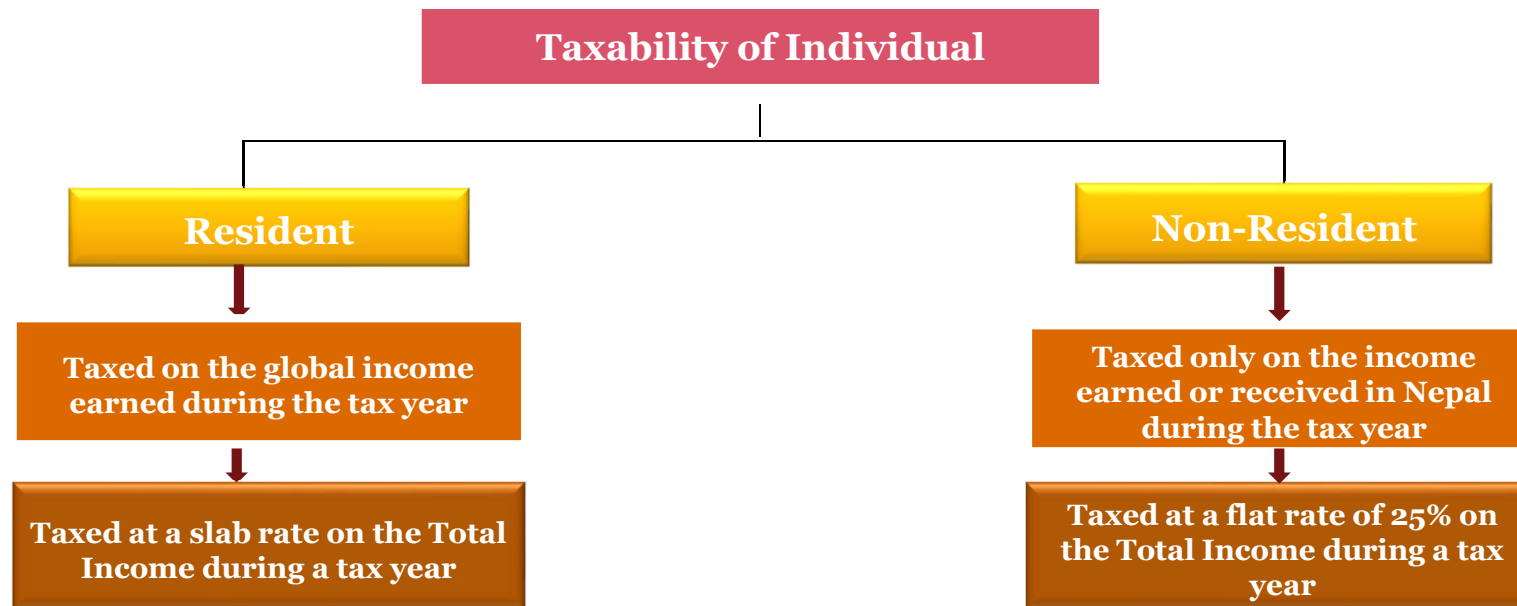 Taxability of Individual
Resident
Taxed on the global income
earned during the tax year
Taxed at a slab rate on the Total
Income during a tax year
Non-Resident
Taxed only on the income
earned or received in Nepal
during the tax year
Taxed at a flat rate of 25% on
the Total Income during a tax
year